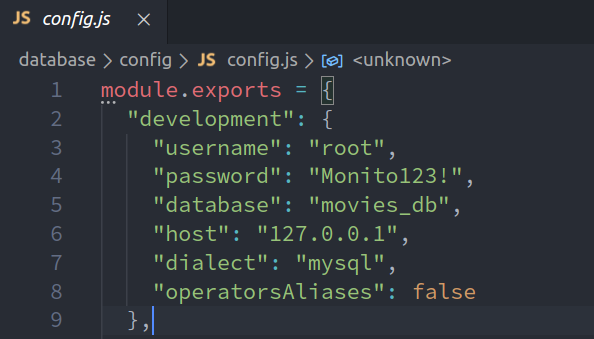 JS config.js ×
database > config > JS config.js > <unknown>
1 module.exports = {
2 "development": {
3 "username": "root",
4 "password": "Monito123!",
5 "database": "movies_db",
6 "host": "127.0.0.1",
7 "dialect": "mysql",
8 "operatorsAliases": false
9 },